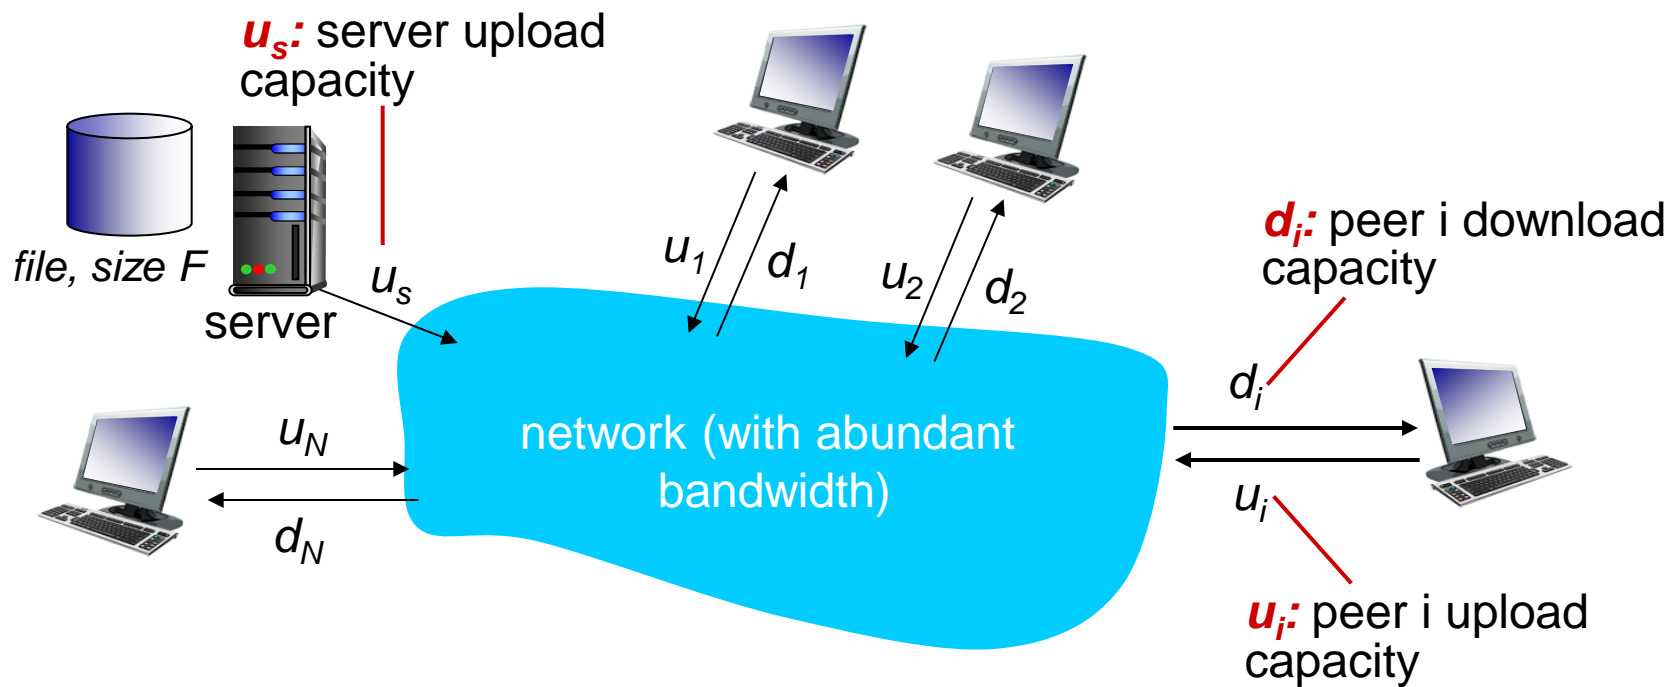 u_s: server upload
capacity
file, size F
server
u_s
u_1
d_1
u_2
d_2
d_i: peer i download
capacity
d_i
u_N
d_N
network (with abundant
bandwidth)
u_i
u_i: peer i upload
capacity